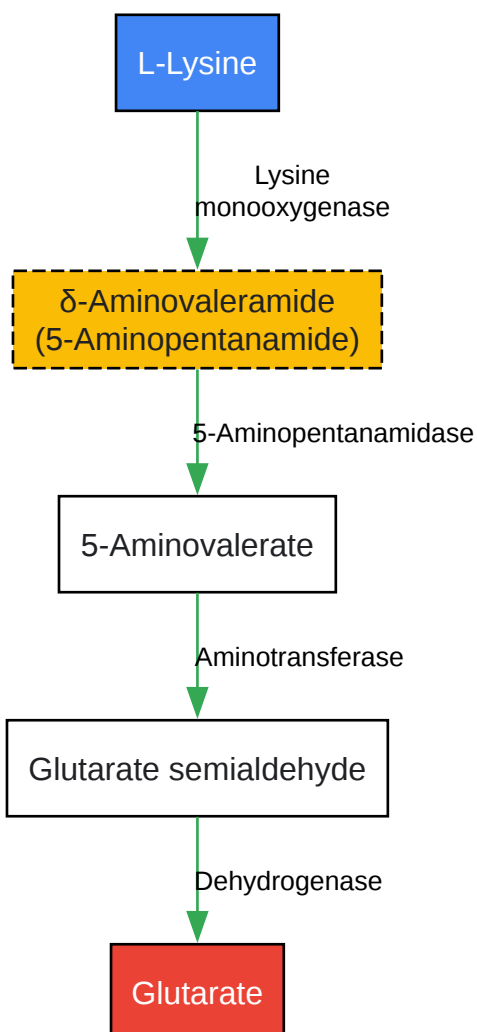 L-Lysine
Lysine
monooxygenase
δ-Aminovaleramide
(5-Aminopentanamide)
5-Aminopentanamidase
5-Aminovalerate
Aminotransferase
Glutarate semialdehyde
Dehydrogenase
Glutarate